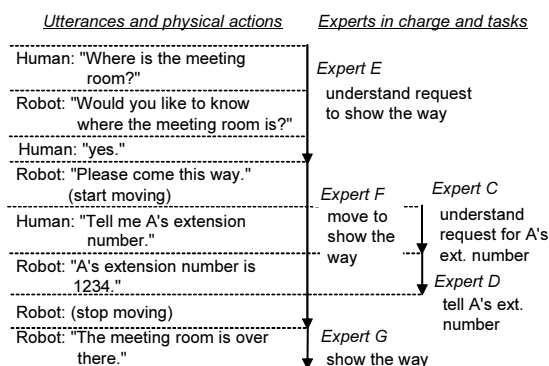 Utterances and physical actions
Experts in charge and tasks
Human: "Where is the meeting
room?"
Robot: "Would you like to know
where the meeting room is?"
Human: "yes."
Robot: "Please come this way."
(start moving)
Human: "Tell me A's extension
number."
Robot: "A's extension number is
1234."
Robot: (stop moving)
Robot: "The meeting room is over
there."
Expert E
understand request
to show the way
Expert F
move to
show the
way
Expert C
understand
request for A's
ext. number
Expert D
tell A's ext.
number
Expert G
show the way